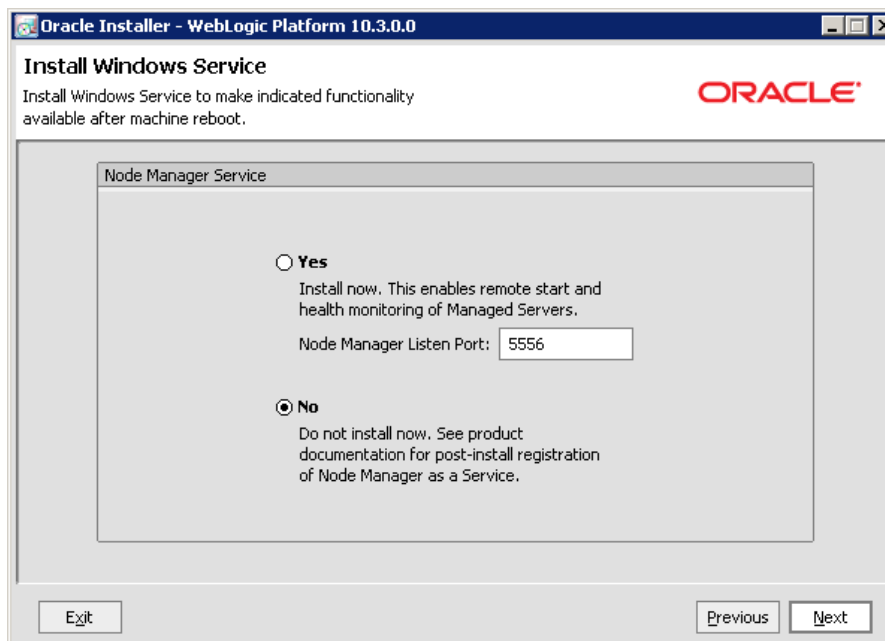 Oracle Installer - WebLogic Platform 10.3.0.0
Install Windows Service
Install Windows Service to make indicated functionality
available after machine reboot.
ORACLE
Node Manager Service
Yes
Install now. This enables remote start and
health monitoring of Managed Servers.
Node Manager Listen Port: 5556
No
Do not install now. See product
documentation for post-install registration
of Node Manager as a Service.
Exit
Previous
Next